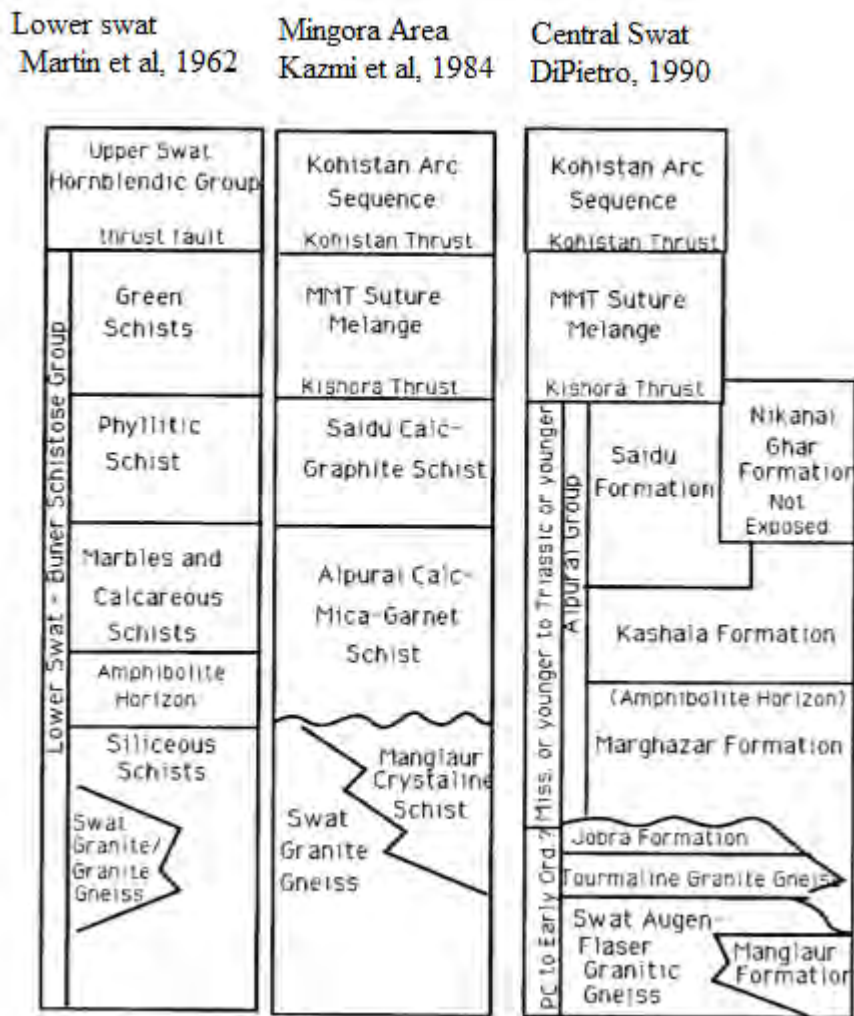 Lower swat
Martin et al, 1962
Mingora Area
Kazmi et al, 1984
Central Swat
DiPietro, 1990
Upper Swat
Hornblendic Group
thrust fault
Lower Swat - Buner Schistose Group
Green
Schists
Phyllitic
Schist
Marbles and
Calcareous
Schists
Amphibolite
Horizon
Siliceous
Schists
Swat
Granite/
Granite
Gneiss
Kohistan Arc
Sequence
Kohistan Thrust
MMT Suture
Melange
Kishora Thrust
Saidu Calc-
Graphite Schist
Alpurai Calc-
Mica-Garnet
Schist
Manglaur
Crystaline
Schist
Swat
Granite
Gneiss
Kohistan Arc
Sequence
Kohistan Thrust
MMT Suture
Melange
Kishora Thrust
PC to Early Ord.? Miss. or younger to Triassic or younger
Alpurai Group
Saidu
Formation
Nikanai
Ghar
Formation
Not
Exposed
Kashala Formation
(Amphibolite Horizon)
Marghazar Formation
Jobra Formation
Tourmaline Granite Gneiss
Swat Augen-
Flaser
Granitic
Gneiss
Manglaur
Formation